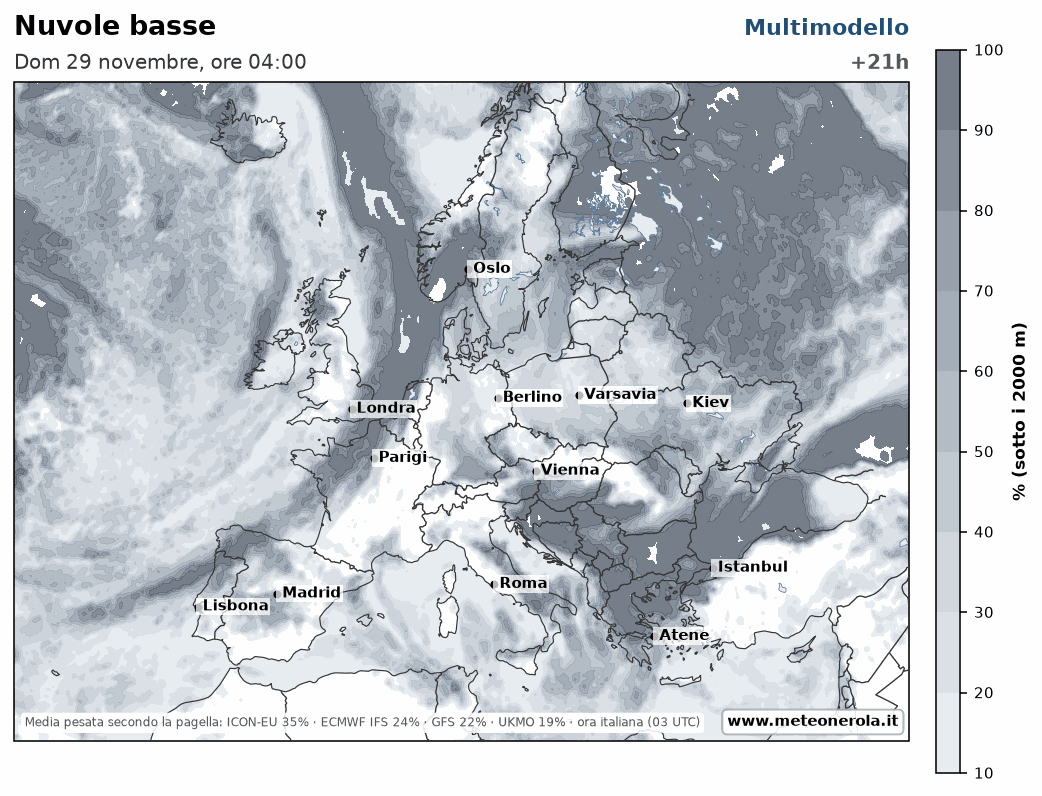 Nuvole basse
Multimodello
Dom 29 novembre, ore 04:00
+21h
Oslo
Londra
Berlino
Varsavia
Kiev
Parigi
Vienna
Istanbul
Roma
Madrid
Lisbona
Atene
Media pesata secondo la pagella: ICON-EU 35% · ECMWF IFS 24% · GFS 22% · UKMO 19% · ora italiana (03 UTC)
www.meteonerola.it
100
90
80
70
60
50
40
30
20
10
% (sotto i 2000 m)